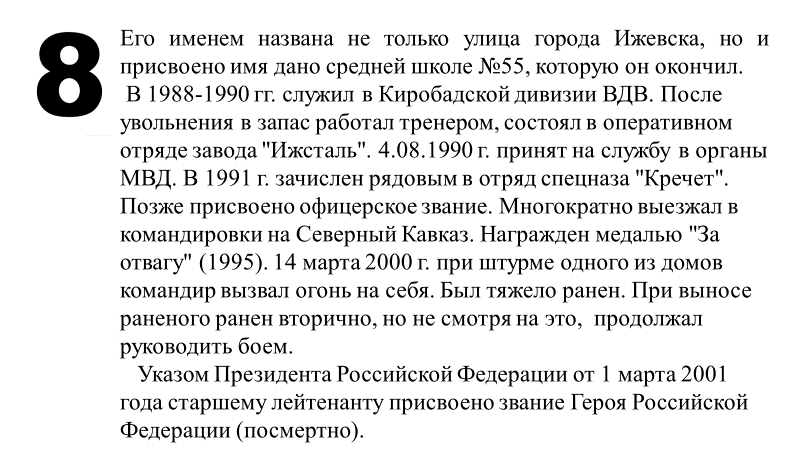 8
Его именем названа не только улица города Ижевска, но и
присвоено имя дано средней школе №55, которую он окончил.
В 1988-1990 гг. служил в Киробадской дивизии ВДВ. После
увольнения в запас работал тренером, состоял в оперативном
отряде завода "Ижсталь". 4.08.1990 г. принят на службу в органы
МВД. В 1991 г. зачислен рядовым в отряд спецназа "Кречет".
Позже присвоено офицерское звание. Многократно выезжал в
командировки на Северный Кавказ. Награжден медалью "За
отвагу" (1995). 14 марта 2000 г. при штурме одного из домов
командир вызвал огонь на себя. Был тяжело ранен. При выносе
раненого ранен вторично, но не смотря на это, продолжал
руководить боем.
Указом Президента Российской Федерации от 1 марта 2001
года старшему лейтенанту присвоено звание Героя Российской
Федерации (посмертно).